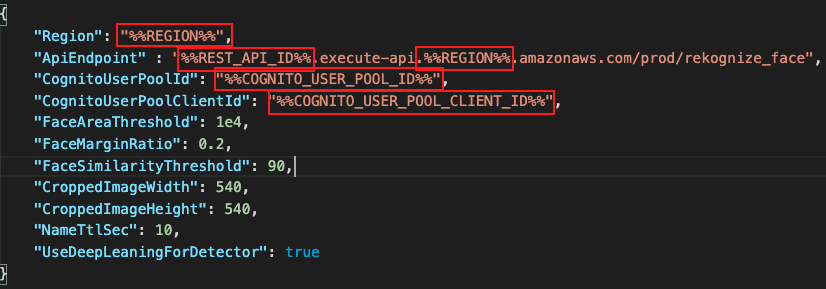 {
"Region": "%%REGION%%",
"ApiEndpoint" : "%%REST_API_ID%%.execute-api.%%REGION%%.amazonaws.com/prod/rekognize_face",
"CognitoUserPoolId": "%%COGNITO_USER_POOL_ID%%",
"CognitoUserPoolClientId": "%%COGNITO_USER_POOL_CLIENT_ID%%",
"FaceAreaThreshold": 1e4,
"FaceMarginRatio": 0.2,
"FaceSimilarityThreshold": 90,
"CroppedImageWidth": 540,
"CroppedImageHeight": 540,
"NameTtlSec": 10,
"UseDeepLeaningForDetector": true
}